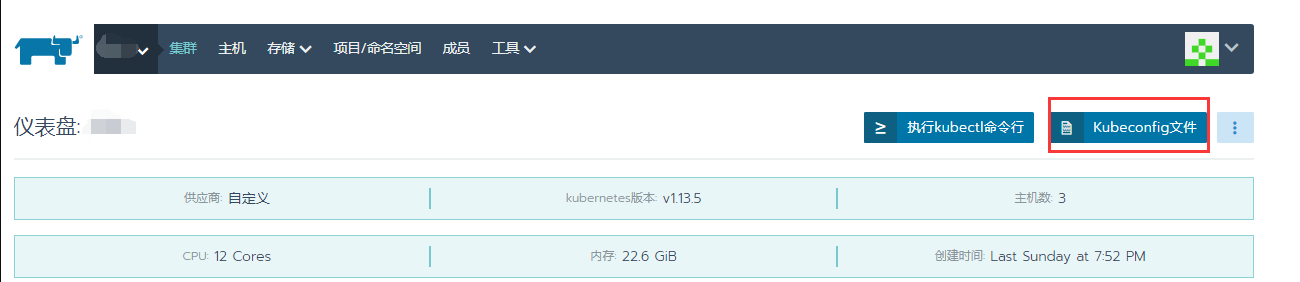 集群 主机 存储 项目/命名空间 成员 工具
仪表盘: 执行kubectl命令行 Kubeconfig文件
供应商: 自定义 kubernetes版本: v1.13.5 主机数: 3
CPU: 12 Cores 内存: 22.6 GiB 创建时间: Last Sunday at 7:52 PM